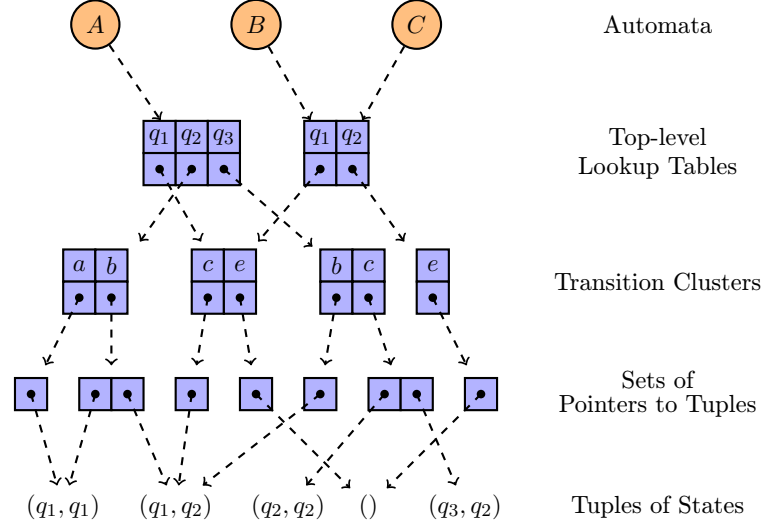 A B C Automata
q₁ q₂ q₃ q₁ q₂ Top-level
Lookup Tables
a b c e b c e Transition Clusters
Sets of
Pointers to Tuples
(q₁, q₁) (q₁, q₂) (q₂, q₂) () (q₃, q₂) Tuples of States